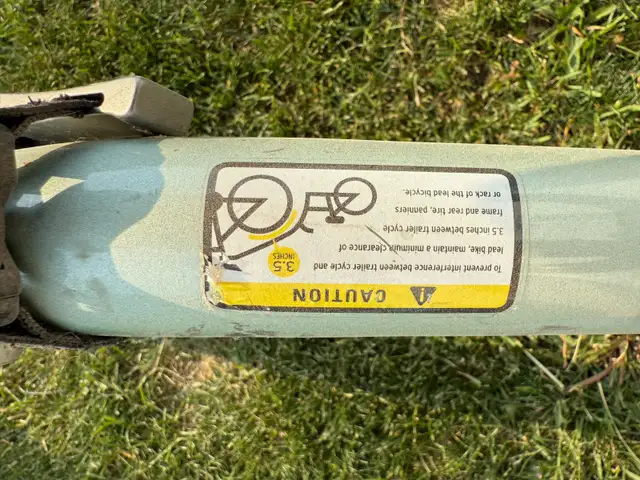 CAUTION
To prevent interference between trailer cycle and
lead bike, maintain a minimum clearance of
3.5 inches between trailer cycle
frame and rear tire, panniers
or rack of the lead bicycle.
3.5
INCHES